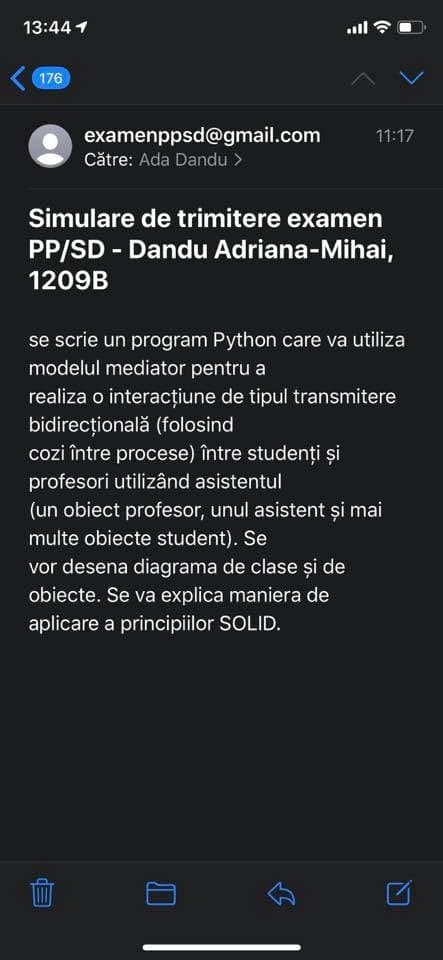 13:44
176
examenppsd@gmail.com 11:17
Către: Ada Dandu
Simulare de trimitere examen
PP/SD - Dandu Adriana-Mihai,
1209B
se scrie un program Python care va utiliza
modelul mediator pentru a
realiza o interacțiune de tipul transmitere
bidirecțională (folosind
cozi între procese) între studenți și
profesori utilizând asistentul
(un obiect profesor, unul asistent și mai
multe obiecte student). Se
vor desena diagrama de clase și de
obiecte. Se va explica maniera de
aplicare a principiilor SOLID.